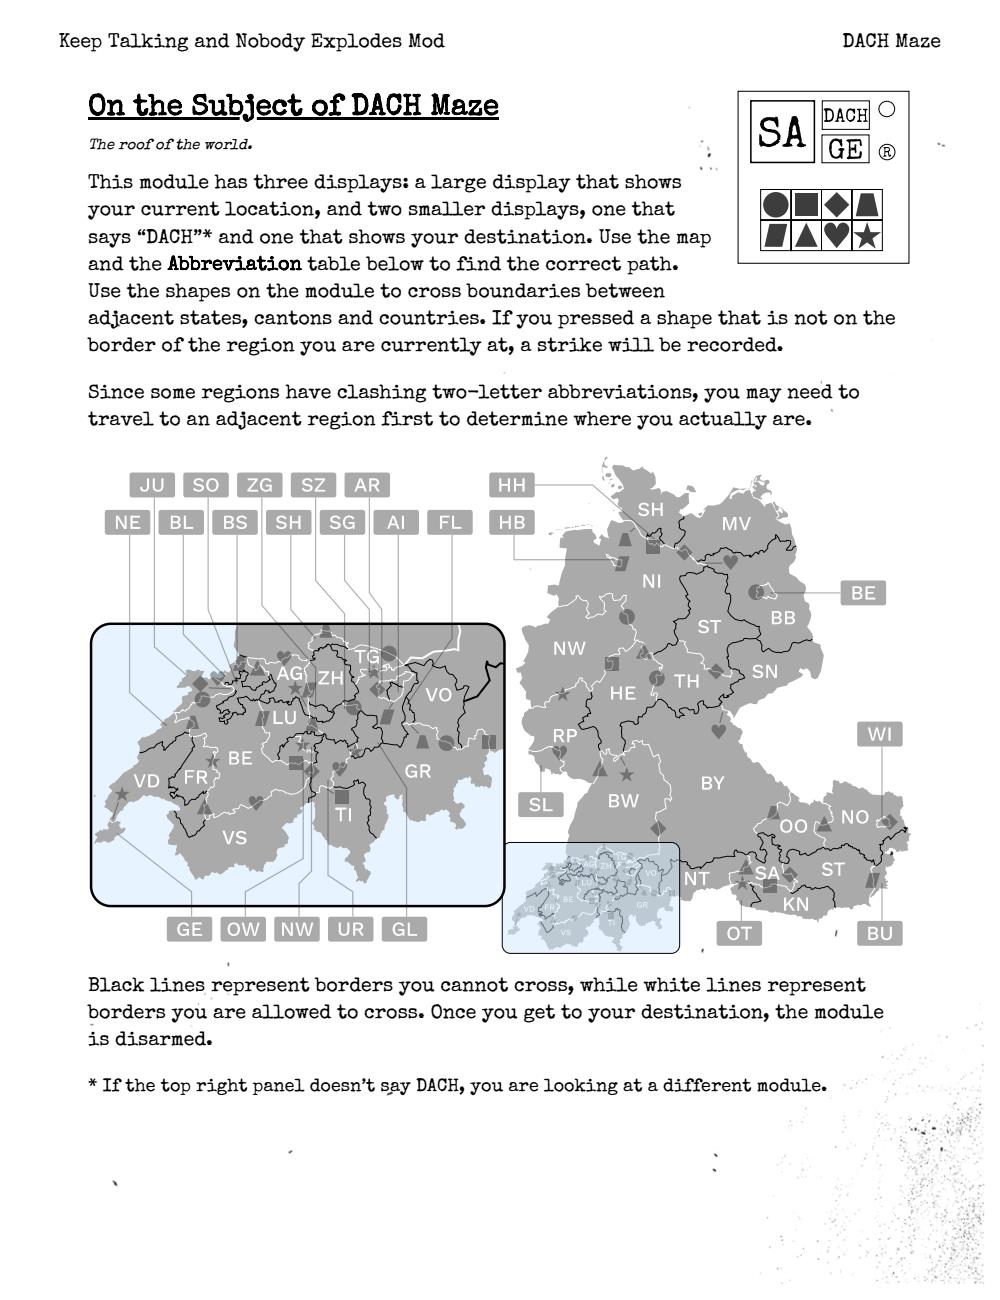 Keep Talking and Nobody Explodes Mod
DACH Maze
On the Subject of DACH Maze
The roof of the world.
SA
DACH
GE
®
This module has three displays: a large display that shows
your current location, and two smaller displays, one that
says “DACH”* and one that shows your destination. Use the map
and the Abbreviation table below to find the correct path.
Use the shapes on the module to cross boundaries between
adjacent states, cantons and countries. If you pressed a shape that is not on the
border of the region you are currently at, a strike will be recorded.
Since some regions have clashing two-letter abbreviations, you may need to
travel to an adjacent region first to determine where you actually are.
JU SO ZG SZ AR
NE BL BS SH SG AI FL
HH
HB
SH
MV
NI
BE
BB
ST
NW
SN
HE
TH
RP
WI
SL
BW
BY
OO
NO
NT
SA
ST
KN
OT
BU
TG
AG
ZH
VO
LU
BE
VD
FR
GR
TI
VS
GE OW NW UR GL
ZH
VO
LU
BE
VD
FR
GR
TI
VS
Black lines represent borders you cannot cross, while white lines represent
borders you are allowed to cross. Once you get to your destination, the module
is disarmed.
* If the top right panel doesn’t say DACH, you are looking at a different module.